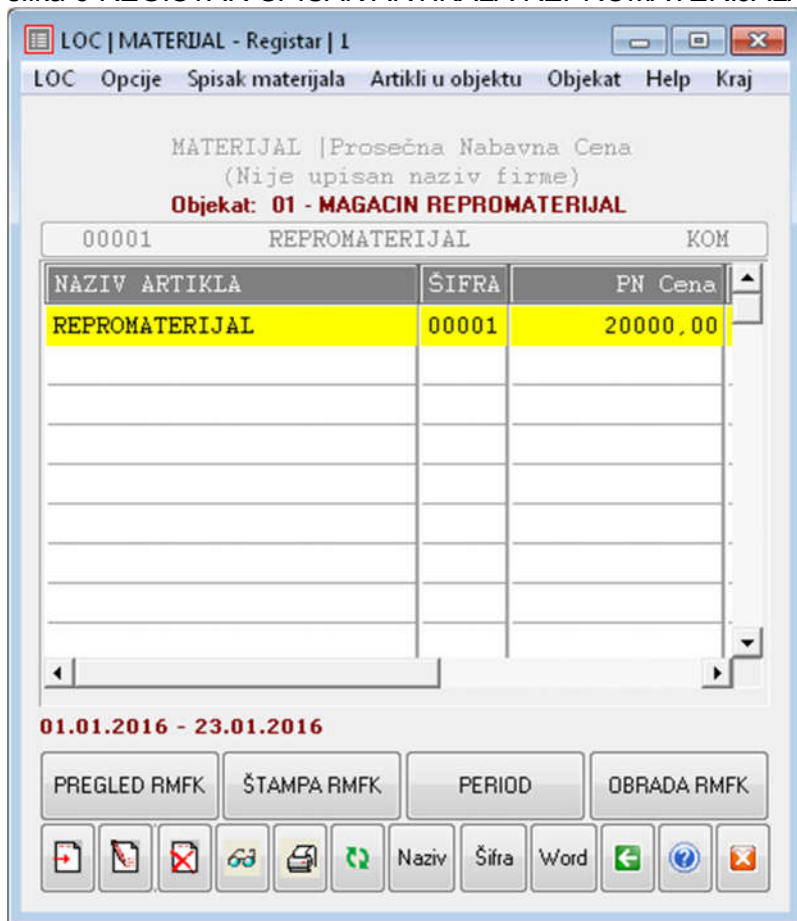 LOC | MATERIJAL - Registar | 1
LOC Opcije Spisak materijala Artikli u objektu Objekat Help Kraj
MATERIJAL |Prosečna Nabavna Cena
(Nije upisan naziv firme)
Objekat: 01 - MAGACIN REPROMATERIJAL
00001 REPROMATERIJAL KOM
NAZIV ARTIKLA ŠIFRA PN Cena
REPROMATERIJAL 00001 20000,00
01.01.2016 - 23.01.2016
PREGLED RMFK ŠTAMPA RMFK PERIOD OBRADA RMFK
Naziv Šifra Word